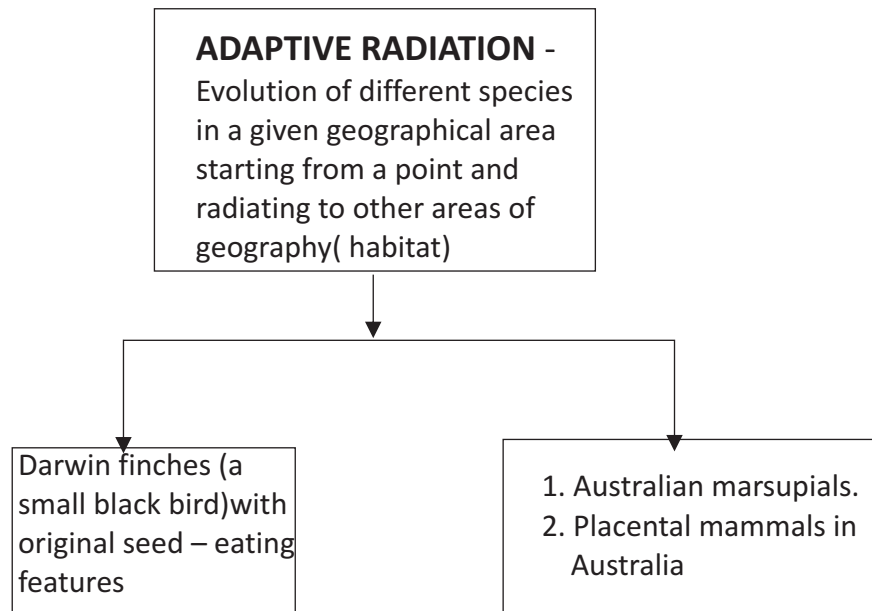 ADAPTIVE RADIATION -
Evolution of different species
in a given geographical area
starting from a point and
radiating to other areas of
geography( habitat)
Darwin finches (a
small black bird)with
original seed – eating
features
1. Australian marsupials.
2. Placental mammals in
Australia